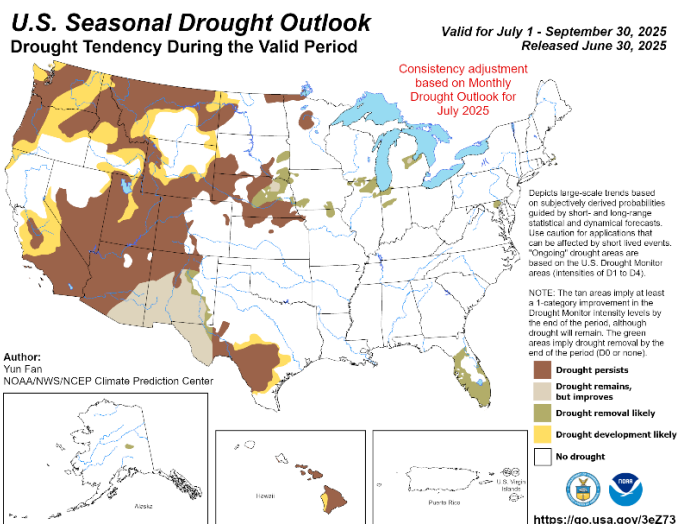 U.S. Seasonal Drought Outlook
Drought Tendency During the Valid Period
Valid for July 1 - September 30, 2025
Released June 30, 2025
Consistency adjustment
based on Monthly
Drought Outlook for
July 2025
Depicts large-scale trends based
on subjectively derived probabilities
guided by short- and long-range
statistical and dynamical forecasts.
Use caution for applications that
can be affected by short lived events.
"Ongoing" drought areas are
based on the U.S. Drought Monitor
areas (intensities of D1 to D4).
NOTE: The tan areas imply at least
a 1-category improvement in the
Drought Monitor intensity levels by
the end of the period, although
drought will remain. The green
areas imply drought removal by the
end of the period (D0 or none).
Author:
Yun Fan
NOAA/NWS/NCEP Climate Prediction Center
Drought persists
Drought remains,
but improves
Drought removal likely
Drought development likely
No drought
Alaska
Hawaii
Puerto Rico
U.S. Virgin
Islands
NOAA
https://go.usa.gov/3eZ73